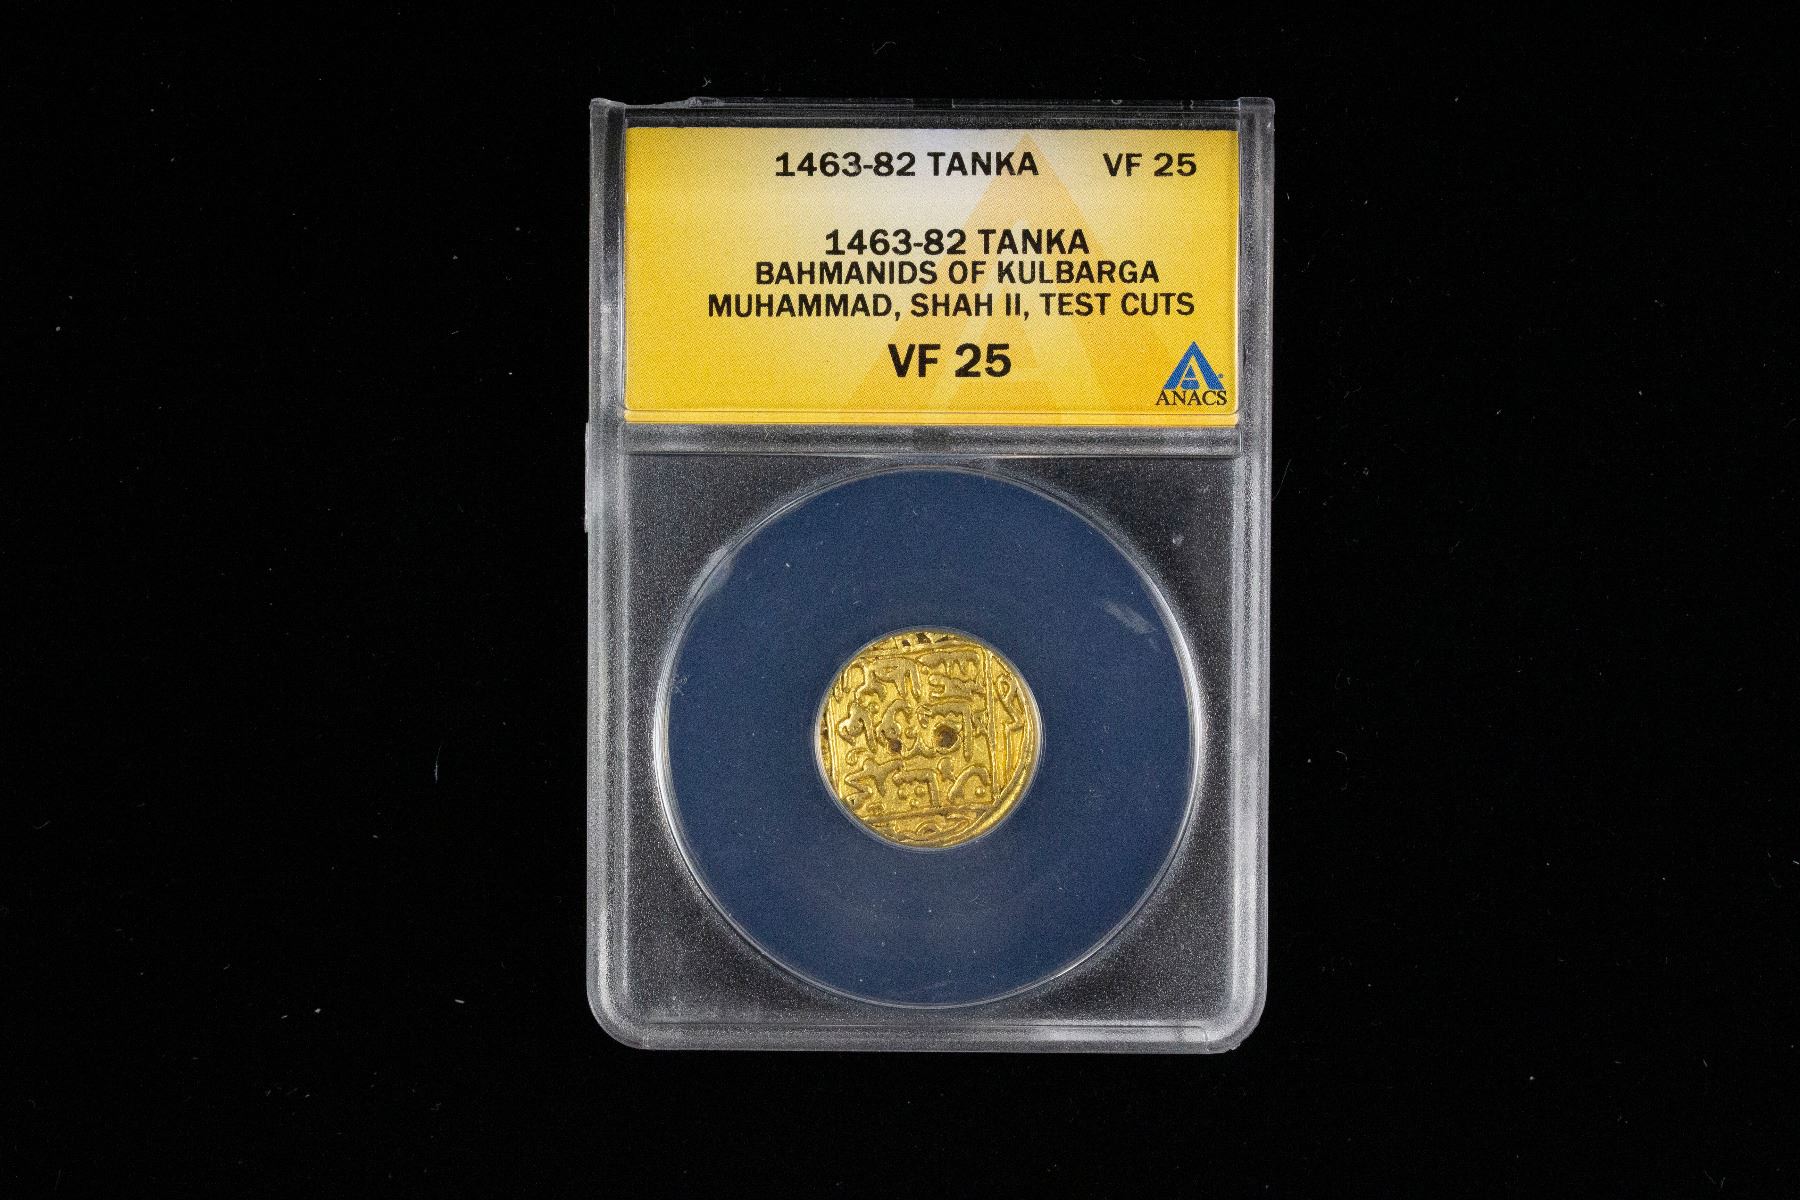 1463-82 TANKA VF 25
1463-82 TANKA
BAHMANIDS OF KULBARGA
MUHAMMAD, SHAH II, TEST CUTS
VF 25
ANACS